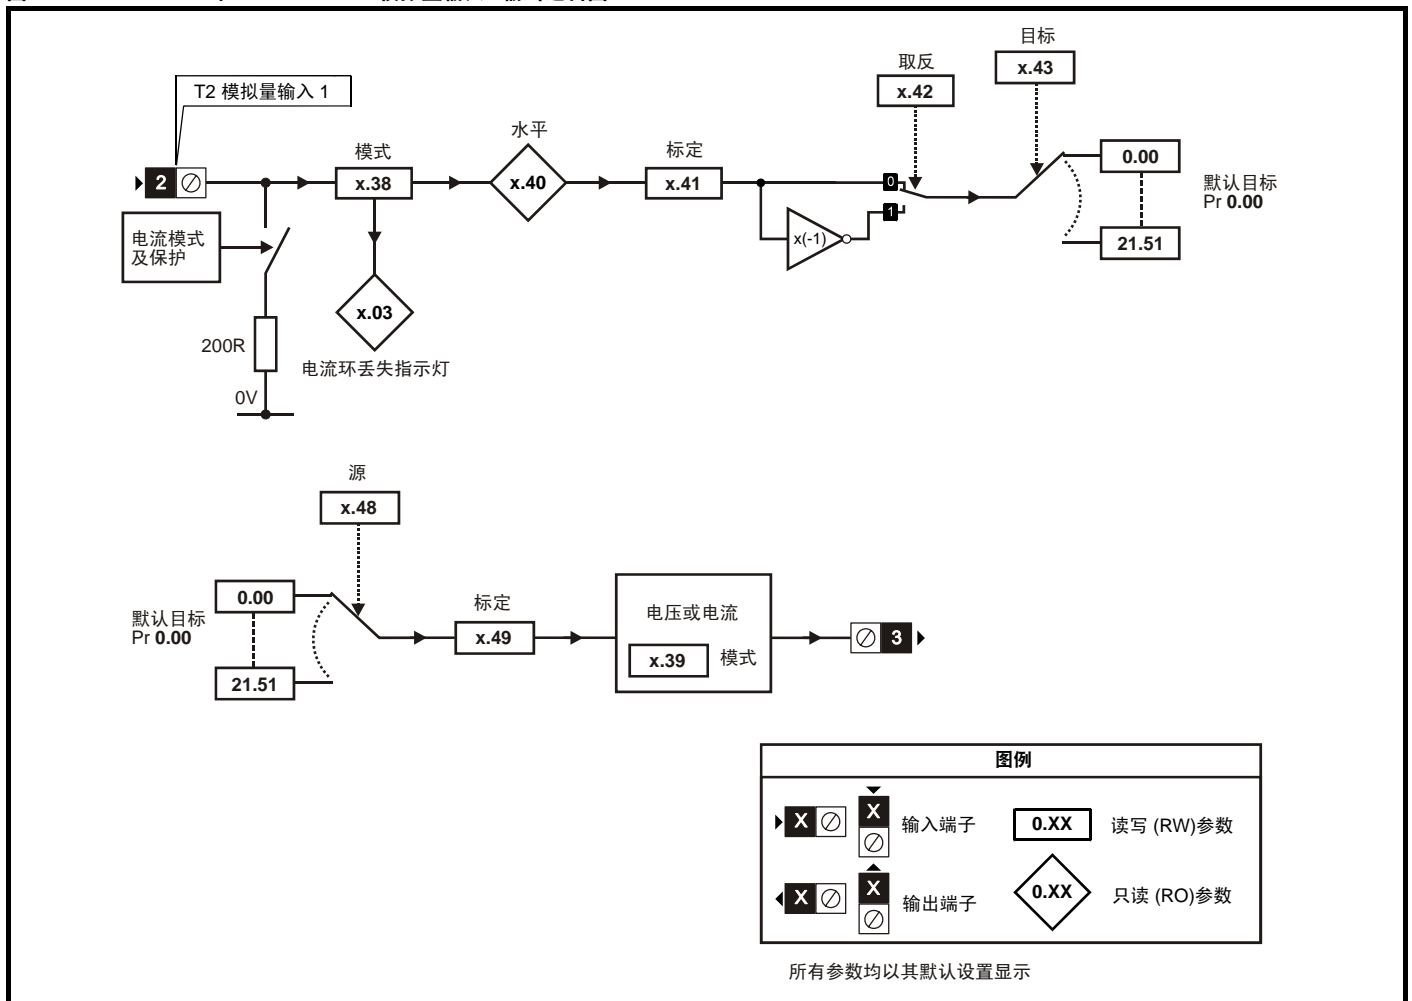 T2 模拟量输入 1
2
模式
x.38
水平
x.40
标定
x.41
取反
x.42
目标
x.43
0
1
x(-1)
0.00
21.51
默认目标
Pr 0.00
电流模式
及保护
200R
0V
x.03
电流环丢失指示灯
源
x.48
0.00
21.51
默认目标
Pr 0.00
标定
x.49
电压或电流
x.39 模式
3
图例
X X 输入端子 0.XX 读写 (RW)参数
X X 输出端子 0.XX 只读 (RO)参数
所有参数均以其默认设置显示